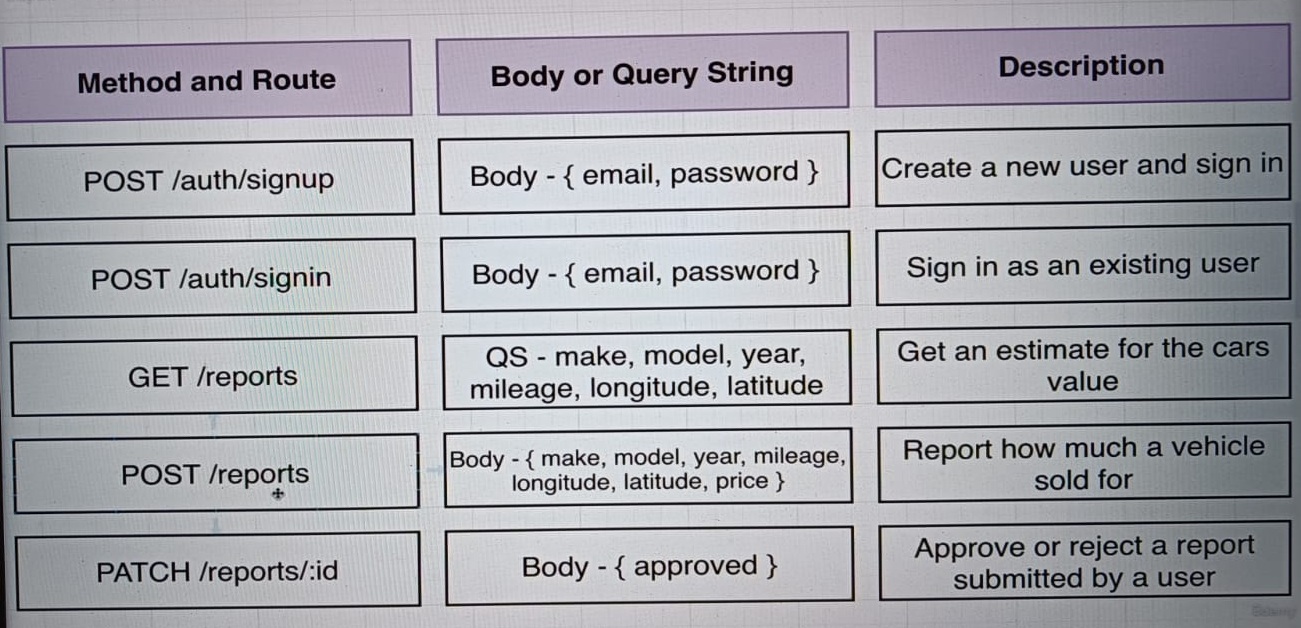 Method and Route
Body or Query String
Description
POST /auth/signup
Body - { email, password }
Create a new user and sign in
POST /auth/signin
Body - { email, password }
Sign in as an existing user
GET /reports
QS - make, model, year,
mileage, longitude, latitude
Get an estimate for the cars
value
POST /reports
Body - { make, model, year, mileage,
longitude, latitude, price }
Report how much a vehicle
sold for
PATCH /reports/:id
Body - { approved }
Approve or reject a report
submitted by a user
Udemy